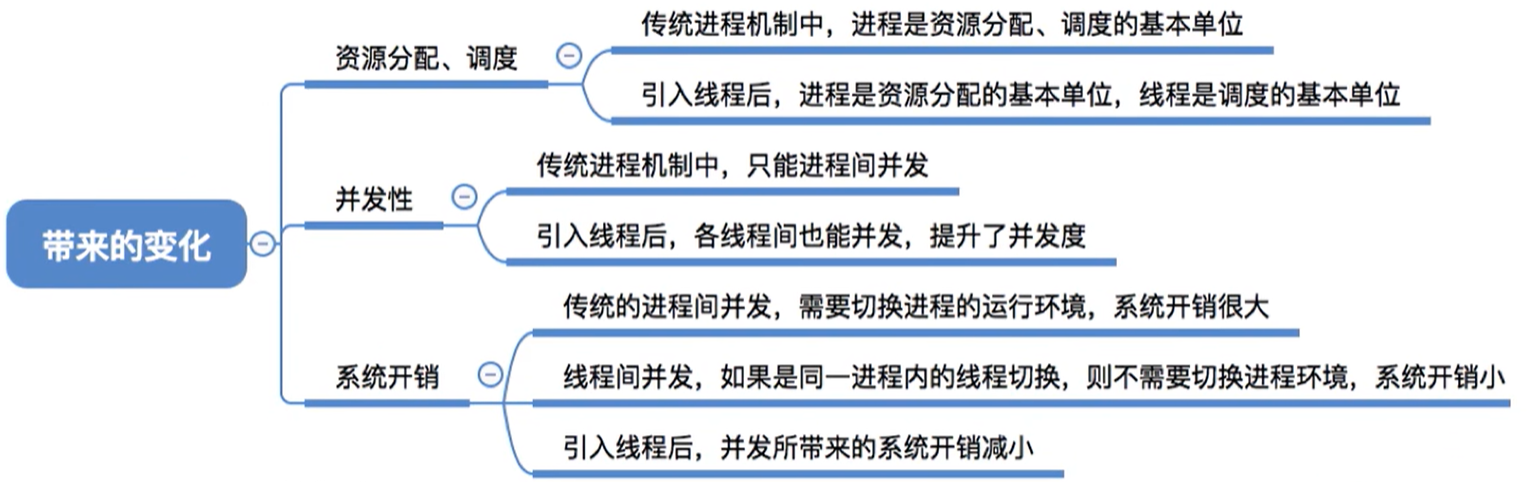 带来的变化
资源分配、调度
传统进程机制中，进程是资源分配、调度的基本单位
引入线程后，进程是资源分配的基本单位，线程是调度的基本单位
并发性
传统进程机制中，只能进程间并发
引入线程后，各线程间也能并发，提升了并发度
系统开销
传统的进程间并发，需要切换进程的运行环境，系统开销很大
线程间并发，如果是同一进程内的线程切换，则不需要切换进程环境，系统开销小
引入线程后，并发所带来的系统开销减小